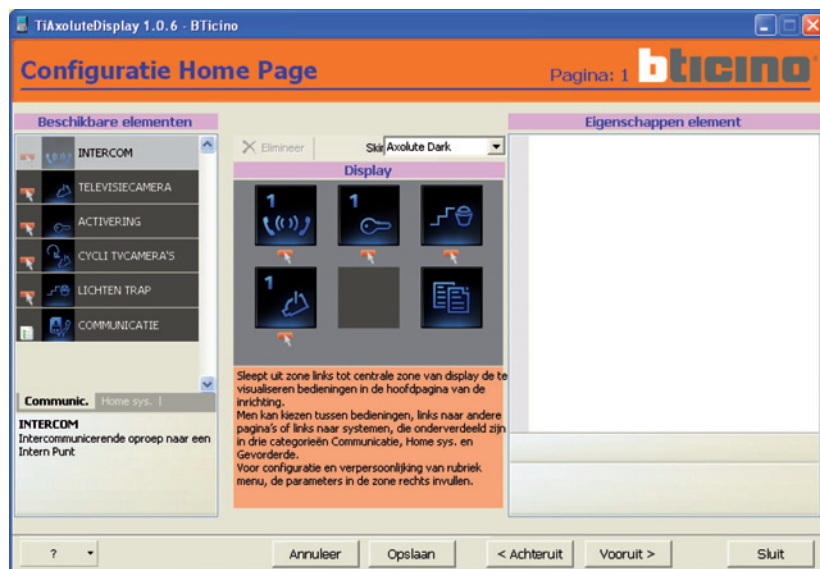 TiAxoluteDisplay 1.0.6 - BTicino
Configuratie Home Page
Pagina: 1
bticino
Beschikbare elementen
INTERCOM
TELEVISIECAMERA
ACTIVERING
CYCLI TVCAMERA'S
LICHTEN TRAP
COMMUNICATIE
Communic. Home sys.
INTERCOM
Intercommunicerende oproep naar een
Intern Punt
Elimineer
Skin Axolute Dark
Display
1
1
1
Sleept uit zone links tot centrale zone van display de te
visualiseren bedieningen in de hoofdpagina van de
inrichting.
Men kan kiezen tussen bedieningen, links naar andere
pagina's of links naar systemen, die onderverdeeld zijn
in drie categorieën Communicatie, Home sys. en
Gevorderde.
Voor configuratie en verpersoonlijking van rubriek
menu, de parameters in de zone rechts invullen.
Eigenschappen element
?
Annuleer
Opslaan
< Achteruit
Vooruit >
Sluit